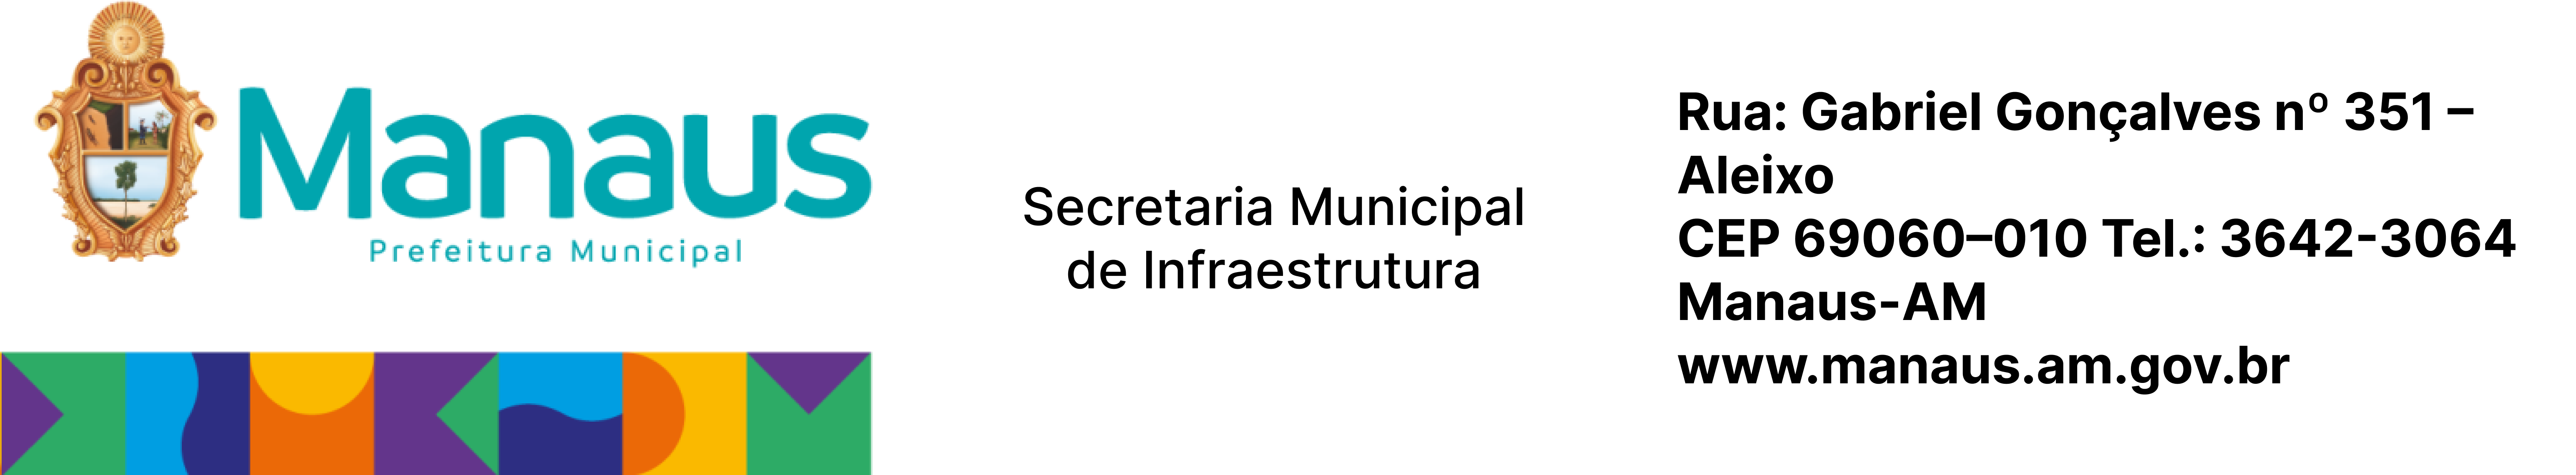 Manaus
Prefeitura Municipal
Secretaria Municipal
de Infraestrutura
Rua: Gabriel Gonçalves nº 351 –
Aleixo
CEP 69060–010 Tel.: 3642-3064
Manaus-AM
www.manaus.am.gov.br